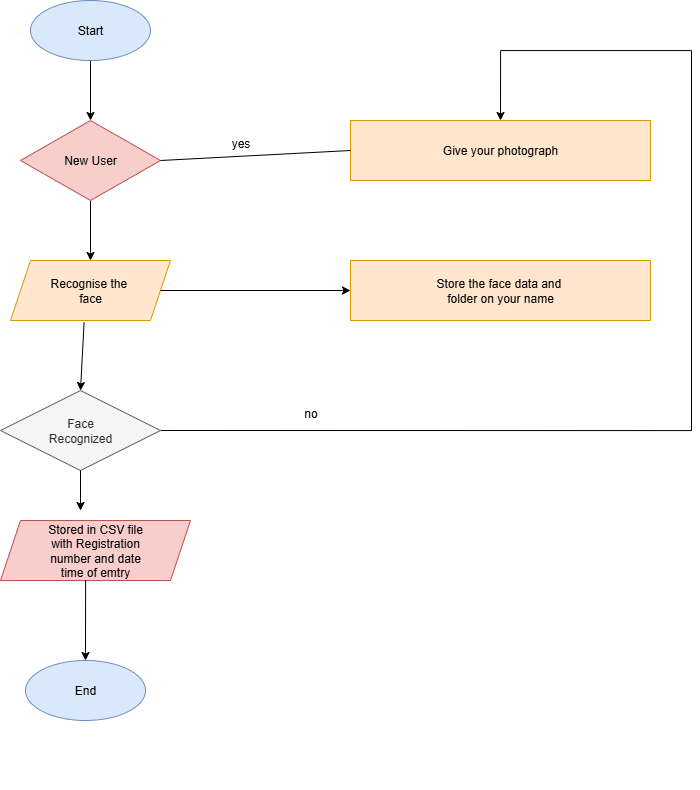 Start
New User
yes
Give your photograph
Recognise the
face
Store the face data and
folder on your name
Face
Recognized
no
Stored in CSV file
with Registration
number and date
time of emtry
End